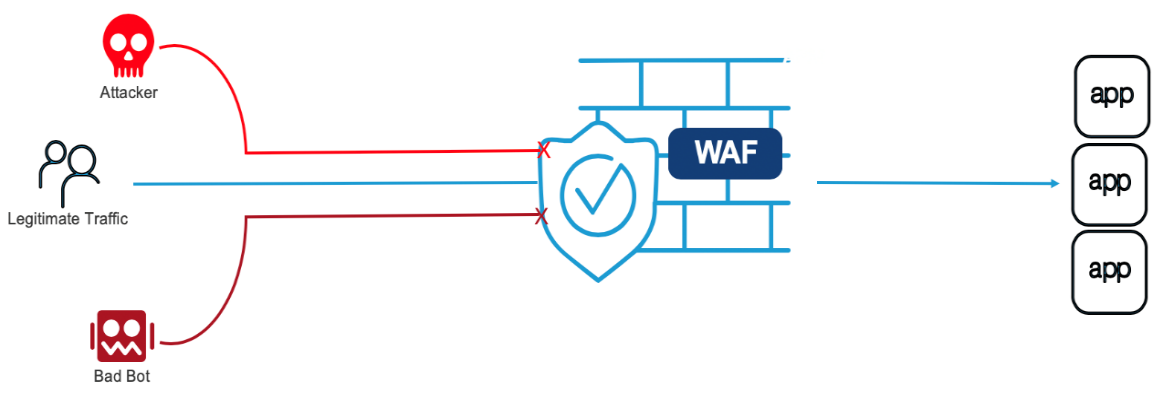 Attacker
Legitimate Traffic
Bad Bot
X
X
WAF
app
app
app